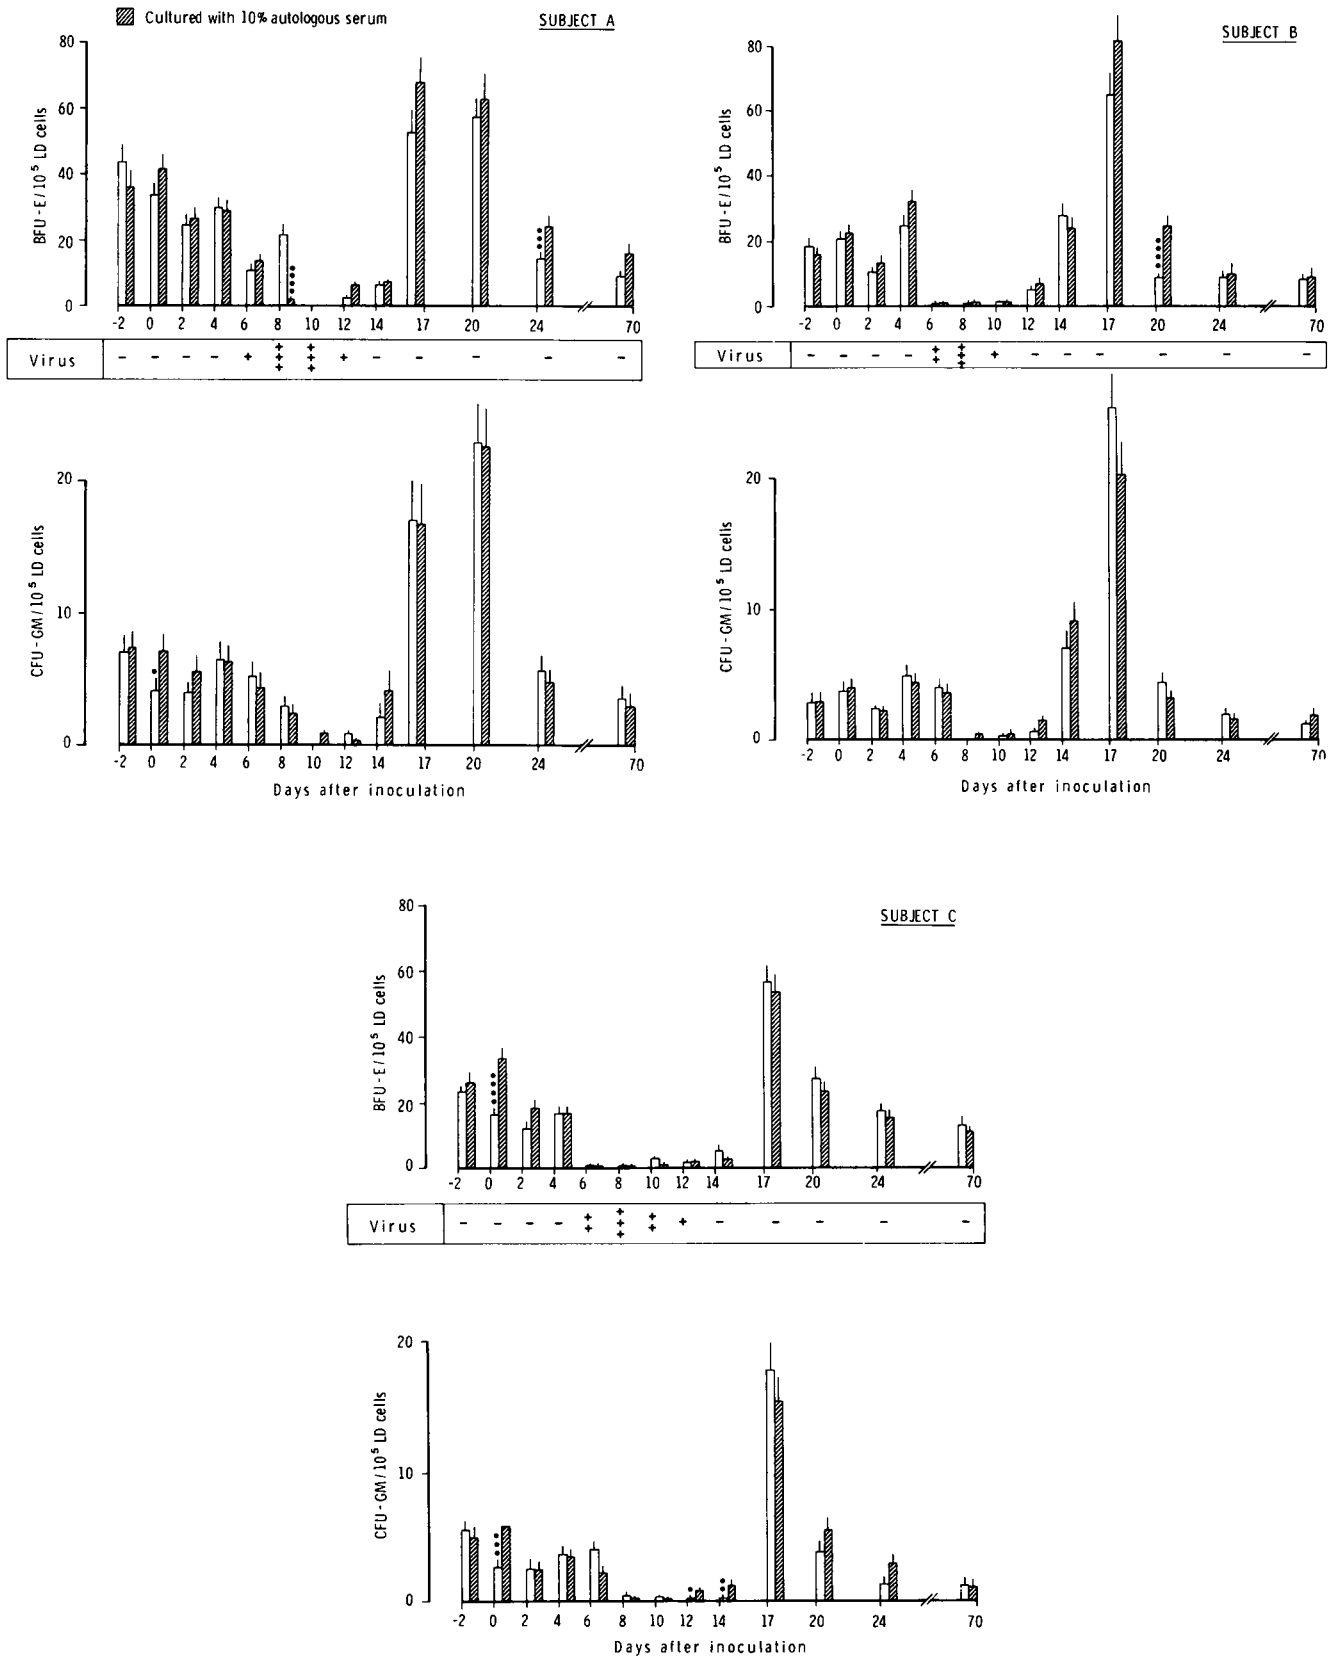 Cultured with 10% autologous serum
SUBJECT A
BFU-E/10⁵ LD cells
80
60
40
20
0
-2 0 2 4 6 8 10 12 14 17 20 24 70
Virus - - - - + +++ +++ + - - - - -
CFU-GM/10⁵ LD cells
20
10
0
-2 0 2 4 6 8 10 12 14 17 20 24 70
Days after inoculation
SUBJECT B
BFU-E/10⁵ LD cells
80
60
40
20
0
-2 0 2 4 6 8 10 12 14 17 20 24 70
Virus - - - - ++ +++ + - - - - - -
CFU-GM/10⁵ LD cells
20
10
0
-2 0 2 4 6 8 10 12 14 17 20 24 70
Days after inoculation
SUBJECT C
BFU-E/10⁵ LD cells
80
60
40
20
0
-2 0 2 4 6 8 10 12 14 17 20 24 70
Virus - - - - ++ +++ ++ + - - - - -
CFU-GM/10⁵ LD cells
20
10
0
-2 0 2 4 6 8 10 12 14 17 20 24 70
Days after inoculation